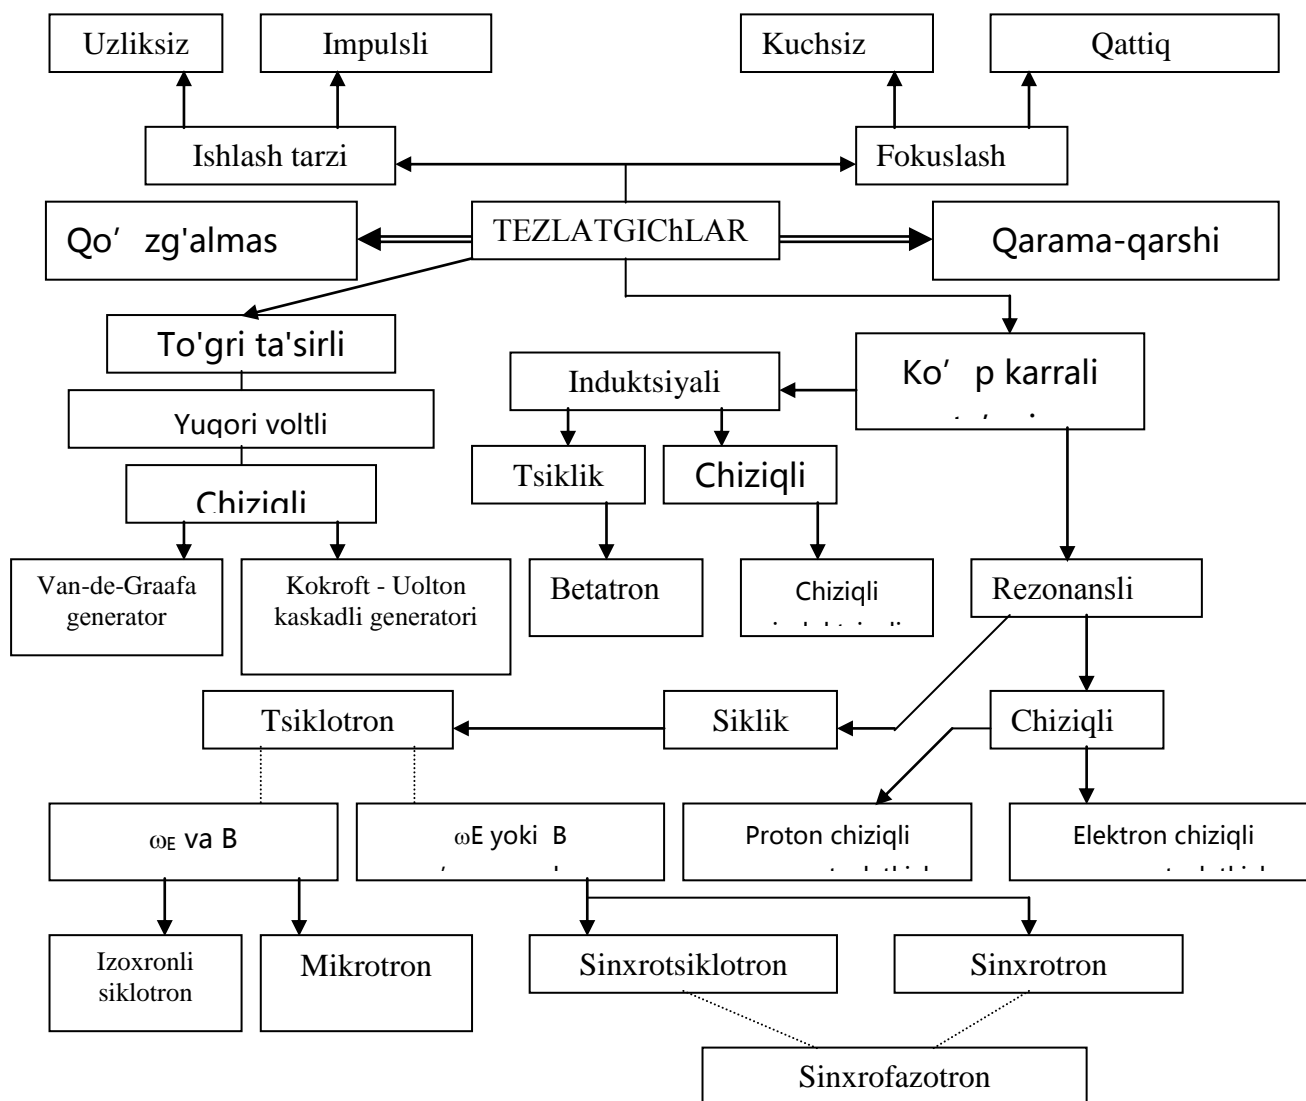 Uzliksiz
Impulsli
Kuchsiz
Qattiq
Ishlash tarzi
Fokuslash
Qo’ zg'almas
TEZLATGIChLAR
Qarama-qarshi
To'gri ta'sirli
Ko’ p karrali
Induktsiyali
Yuqori voltli
Tsiklik
Chiziqli
Chiziqli
Van-de-Graafa
generator
Kokroft - Uolton
kaskadli generatori
Betatron
Chiziqli
Rezonansli
Tsiklotron
Siklik
Chiziqli
ωE va B
ωE yoki B
Proton chiziqli
Elektron chiziqli
Izoxronli
siklotron
Mikrotron
Sinxrotsiklotron
Sinxrotron
Sinxrofazotron